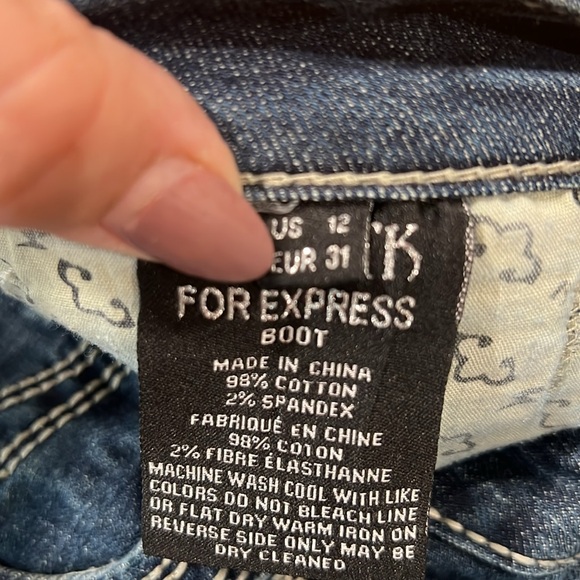 US 12
EUR 31
FOR EXPRESS
BOOT
MADE IN CHINA
98% COTTON
2% SPANDEX
FABRIQUÉ EN CHINE
98% COTON
2% FIBRE ÉLASTHANNE
MACHINE WASH COOL WITH LIKE
COLORS DO NOT BLEACH LINE
OR FLAT DRY WARM IRON ON
REVERSE SIDE ONLY MAY BE
DRY CLEANED